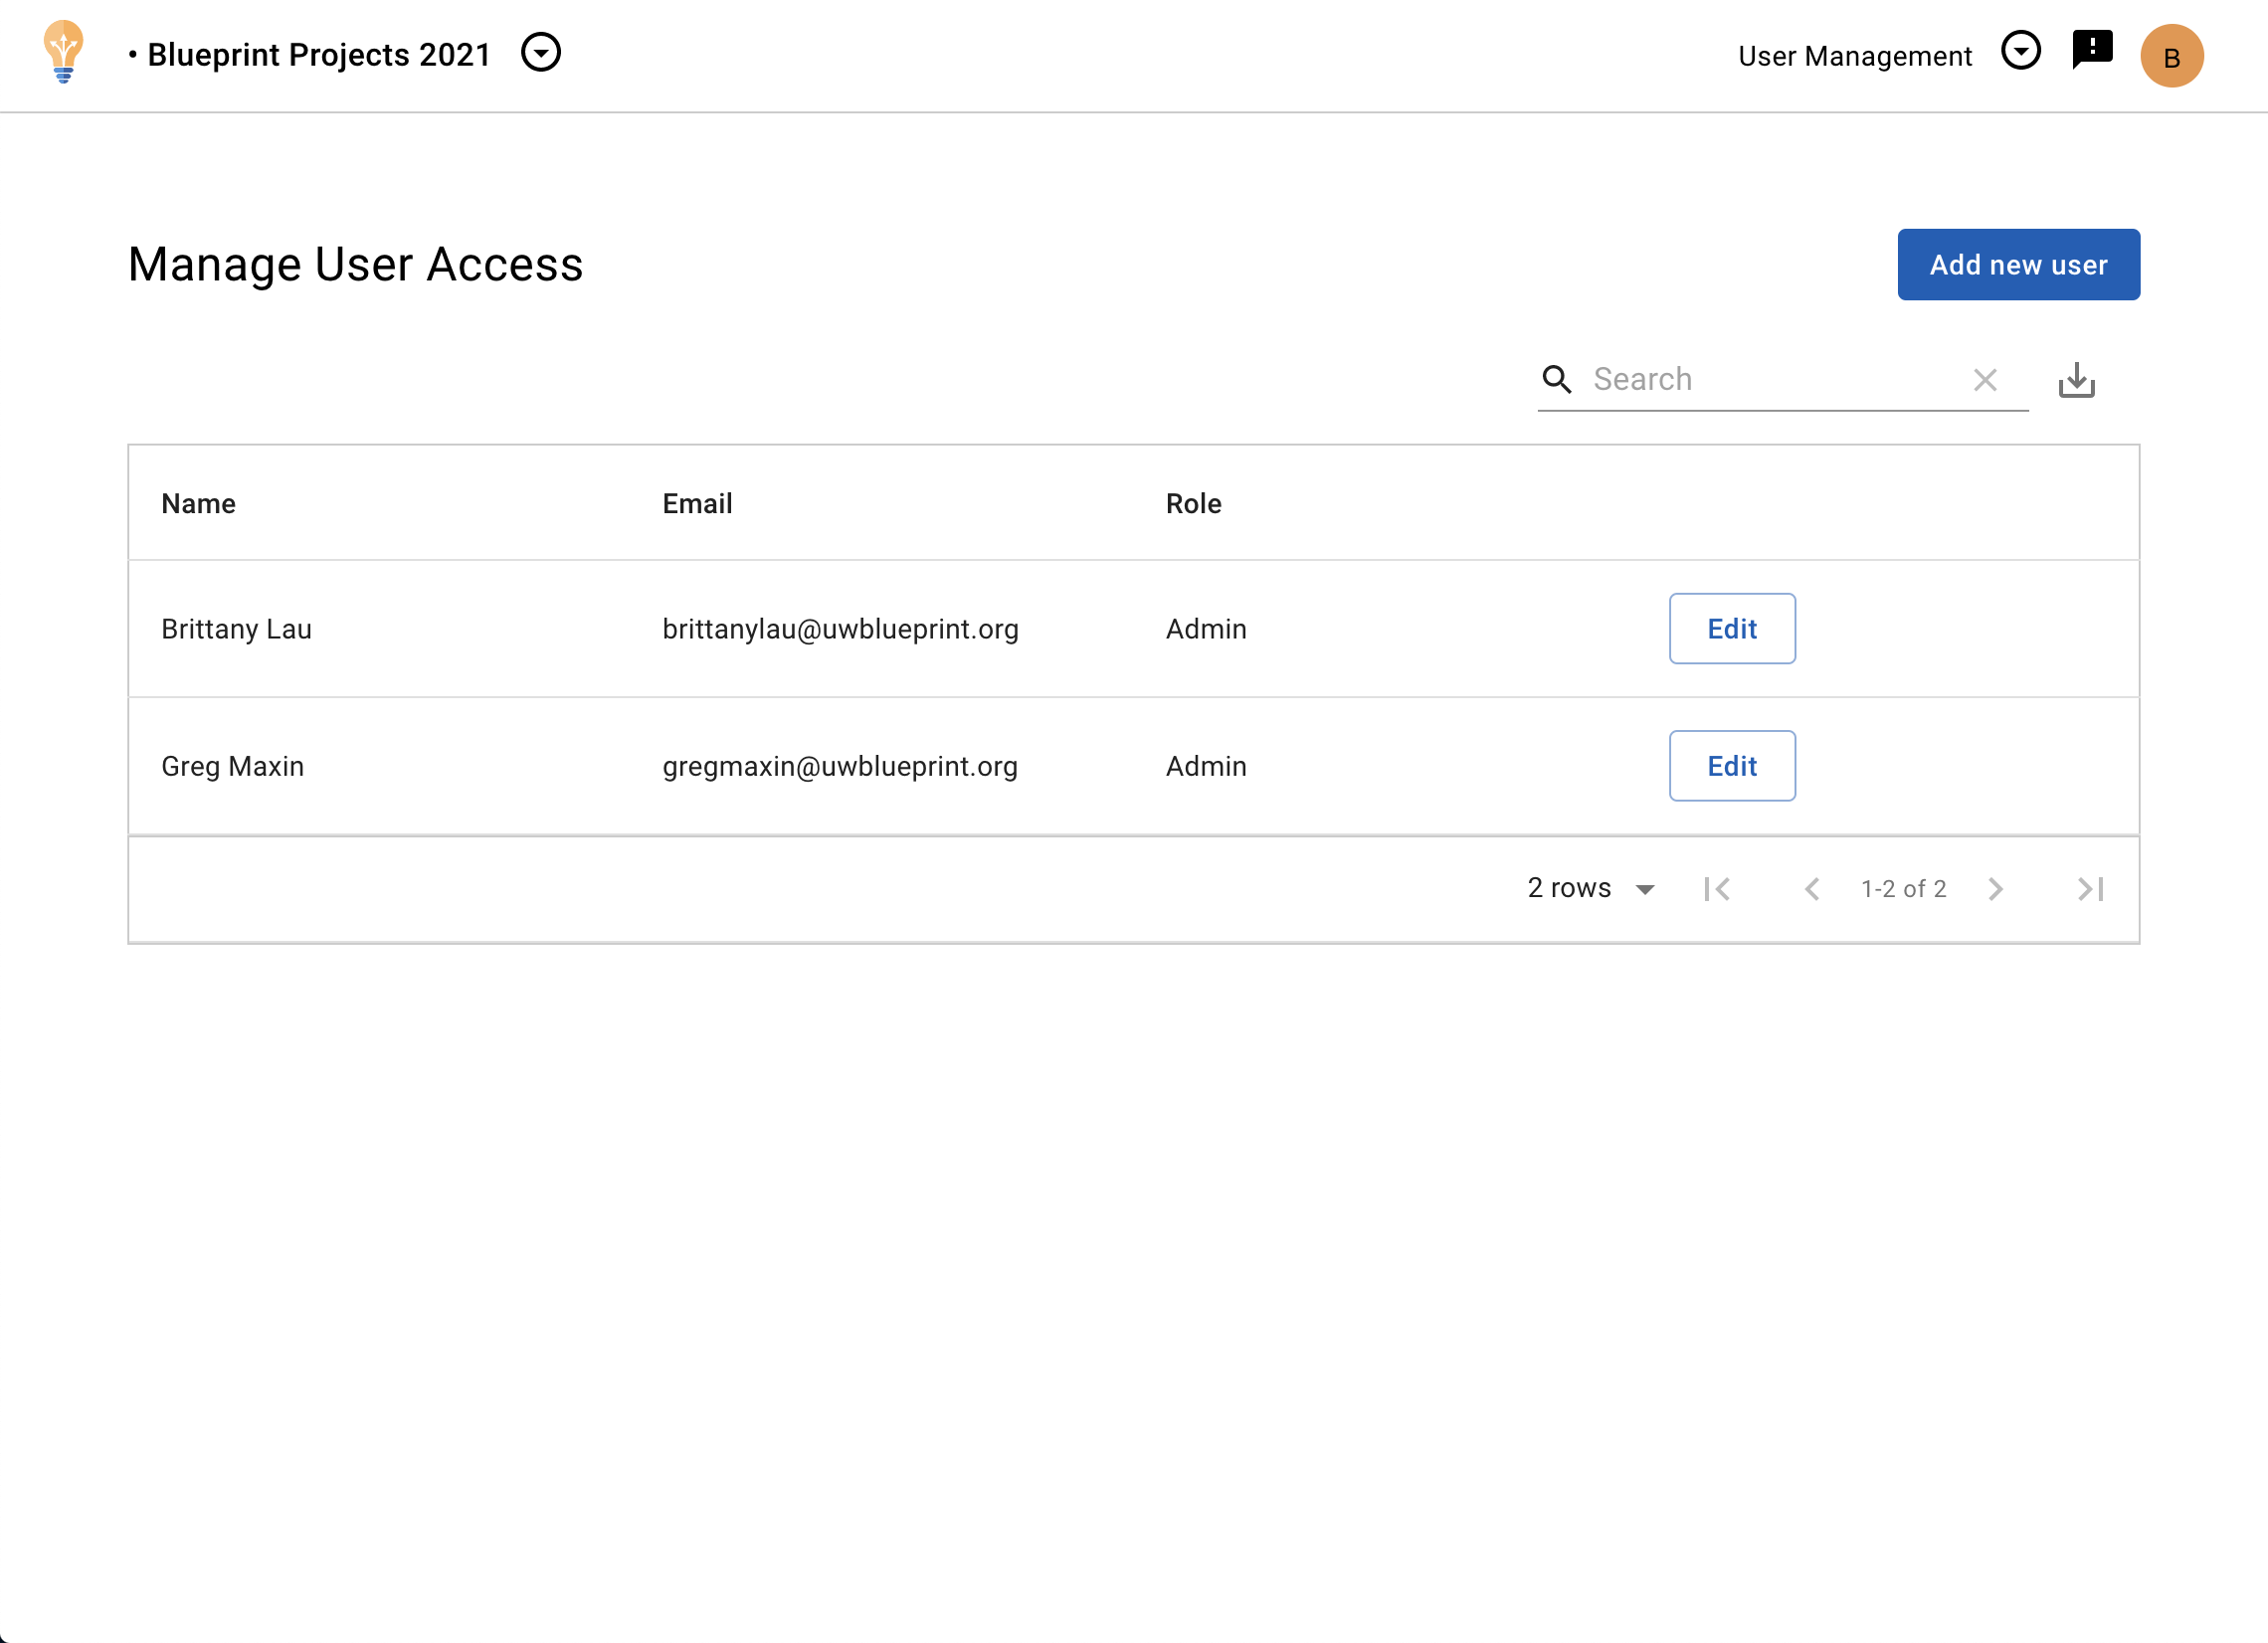 • Blueprint Projects 2021
User Management
B
Manage User Access
Add new user
Search
Name Email Role
Brittany Lau brittanylau@uwblueprint.org Admin Edit
Greg Maxin gregmaxin@uwblueprint.org Admin Edit
2 rows 1-2 of 2